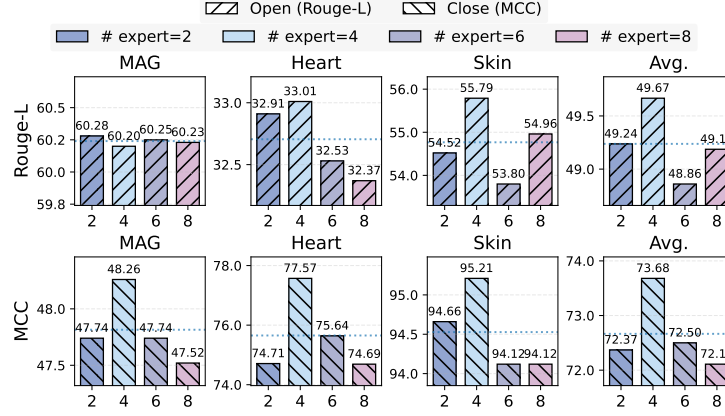 Open (Rouge-L) Close (MCC)
# expert=2 # expert=4 # expert=6 # expert=8
MAG Heart Skin Avg.
Rouge-L
60.5
60.2
60.0
59.8
60.28 60.20 60.25 60.23
2 4 6 8
33.0
32.5
32.91 33.01 32.53 32.37
2 4 6 8
56.0
55.0
54.0
54.52 55.79 53.80 54.96
2 4 6 8
49.5
49.0
49.24 49.67 48.86 49.1
2 4 6 8
MAG Heart Skin Avg.
MCC
48.0
47.5
47.74 48.26 47.74 47.52
2 4 6 8
78.0
76.0
74.0
74.71 77.57 75.64 74.69
2 4 6 8
95.0
94.5
94.0
94.66 95.21 94.12 94.12
2 4 6 8
74.0
73.0
72.0
72.37 73.68 72.50 72.1
2 4 6 8